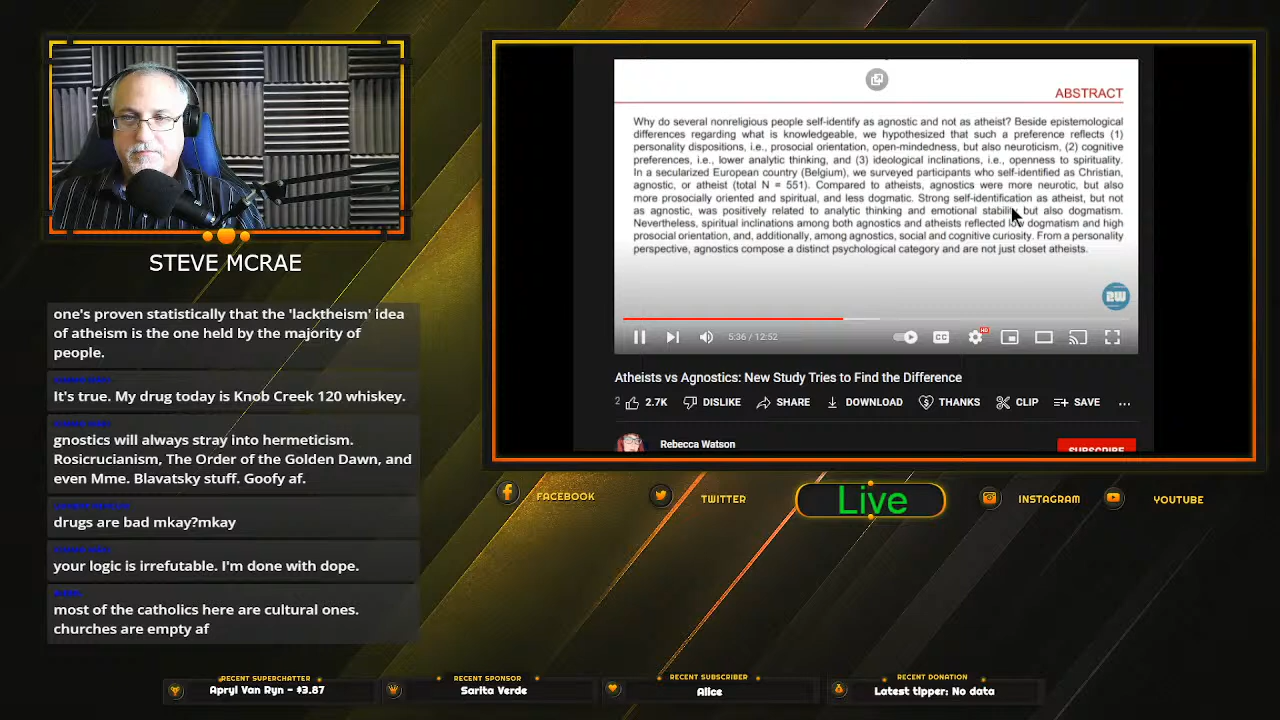 STEVE MCRAE
one's proven statistically that the 'lacktheism' idea
of atheism is the one held by the majority of
people.
It's true. My drug today is Knob Creek 120 whiskey.
gnostics will always stray into hermeticism.
Rosicrucianism, The Order of the Golden Dawn, and
even Mme. Blavatsky stuff. Goofy af.
drugs are bad mkay?mkay
your logic is irrefutable. I'm done with dope.
most of the catholics here are cultural ones.
churches are empty af
ABSTRACT
Why do several nonreligious people self-identify as agnostic and not as atheist? Beside epistemological
differences regarding what is knowledgeable, we hypothesized that such a preference reflects (1)
personality dispositions, i.e., prosocial orientation, open-mindedness, but also neuroticism, (2) cognitive
preferences, i.e., lower analytic thinking, and (3) ideological inclinations, i.e., openness to spirituality.
In a secularized European country (Belgium), we surveyed participants who self-identified as Christian,
agnostic, or atheist (total N = 551). Compared to atheists, agnostics were more neurotic, but also
more prosocially oriented and spiritual, and less dogmatic. Strong self-identification as atheist, but not
as agnostic, was positively related to analytic thinking and emotional stability but also dogmatism.
Nevertheless, spiritual inclinations among both agnostics and atheists reflected low dogmatism and high
prosocial orientation, and, additionally, among agnostics, social and cognitive curiosity. From a personality
perspective, agnostics compose a distinct psychological category and are not just closet atheists.
5:36 / 12:52
CC
HD
Atheists vs Agnostics: New Study Tries to Find the Difference
2 2.7K DISLIKE SHARE DOWNLOAD THANKS CLIP SAVE ...
Rebecca Watson
SUBSCRIBE
FACEBOOK TWITTER Live INSTAGRAM YOUTUBE
RECENT SUPERCHATTER
Apryl Van Ryn - $3.87
RECENT SPONSOR
Sarita Verde
RECENT SUBSCRIBER
Alice
RECENT DONATION
Latest tipper: No data